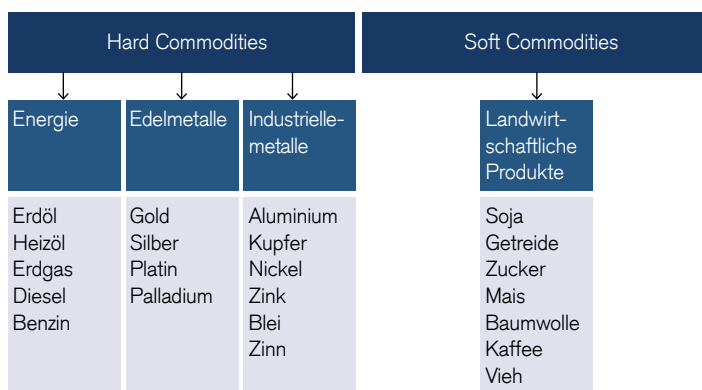 Hard Commodities
Soft Commodities
Energie
Edelmetalle
Industrielle-
metalle
Landwirt-
schaftliche
Produkte
Erdöl
Heizöl
Erdgas
Diesel
Benzin
Gold
Silber
Platin
Palladium
Aluminium
Kupfer
Nickel
Zink
Blei
Zinn
Soja
Getreide
Zucker
Mais
Baumwolle
Kaffee
Vieh